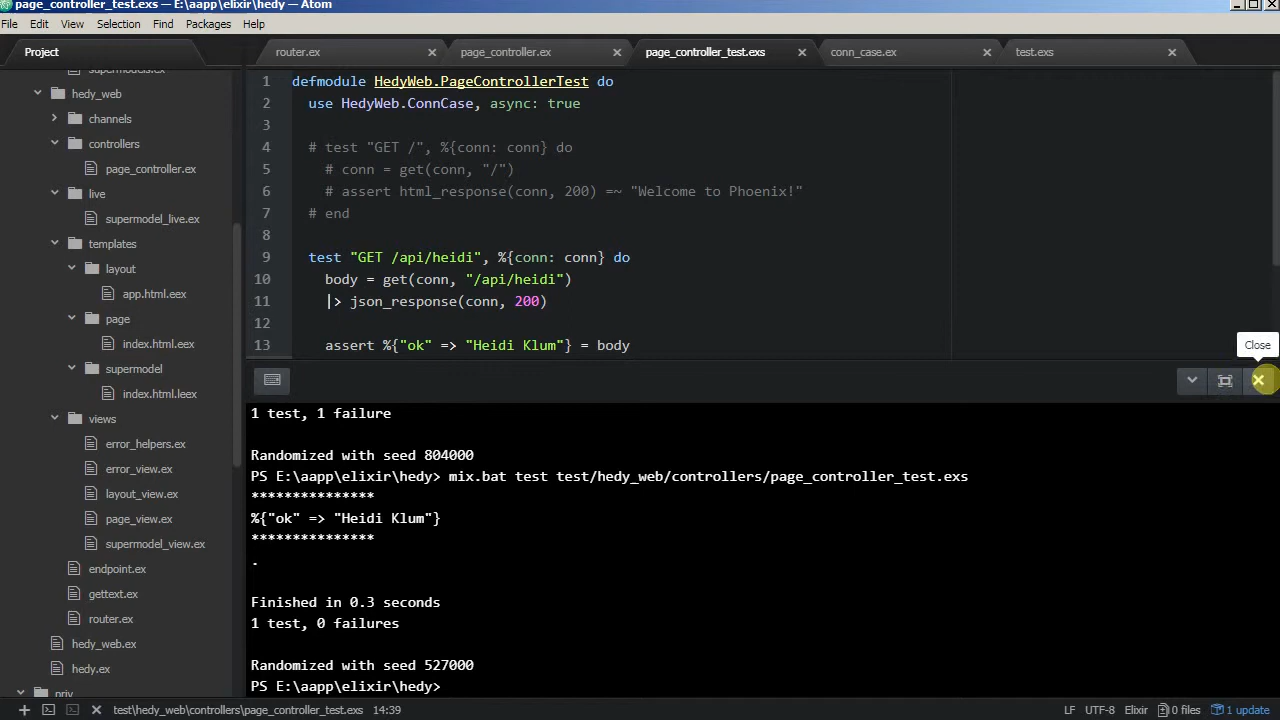 page_controller_test.exs — E:\aapp\elixir\hedy — Atom
File Edit View Selection Find Packages Help
Project
router.ex
page_controller.ex
page_controller_test.exs
conn_case.ex
test.exs
supermodels.ex
hedy_web
channels
controllers
page_controller.ex
live
supermodel_live.ex
templates
layout
app.html.eex
page
index.html.eex
supermodel
index.html.leex
views
error_helpers.ex
error_view.ex
layout_view.ex
page_view.ex
supermodel_view.ex
endpoint.ex
gettext.ex
router.ex
hedy_web.ex
hedy.ex
priv
1 defmodule HedyWeb.PageControllerTest do
2 use HedyWeb.ConnCase, async: true
3
4 # test "GET /", %{conn: conn} do
5 # conn = get(conn, "/")
6 # assert html_response(conn, 200) =~ "Welcome to Phoenix!"
7 # end
8
9 test "GET /api/heidi", %{conn: conn} do
10 body = get(conn, "/api/heidi")
11 |> json_response(conn, 200)
12
13 assert %{"ok" => "Heidi Klum"} = body
Close
1 test, 1 failure
Randomized with seed 804000
PS E:\aapp\elixir\hedy> mix.bat test test/hedy_web/controllers/page_controller_test.exs
***************
%{"ok" => "Heidi Klum"}
***************
.
Finished in 0.3 seconds
1 test, 0 failures
Randomized with seed 527000
PS E:\aapp\elixir\hedy>
test\hedy_web\controllers\page_controller_test.exs 14:39
LF UTF-8 Elixir 0 files 1 update